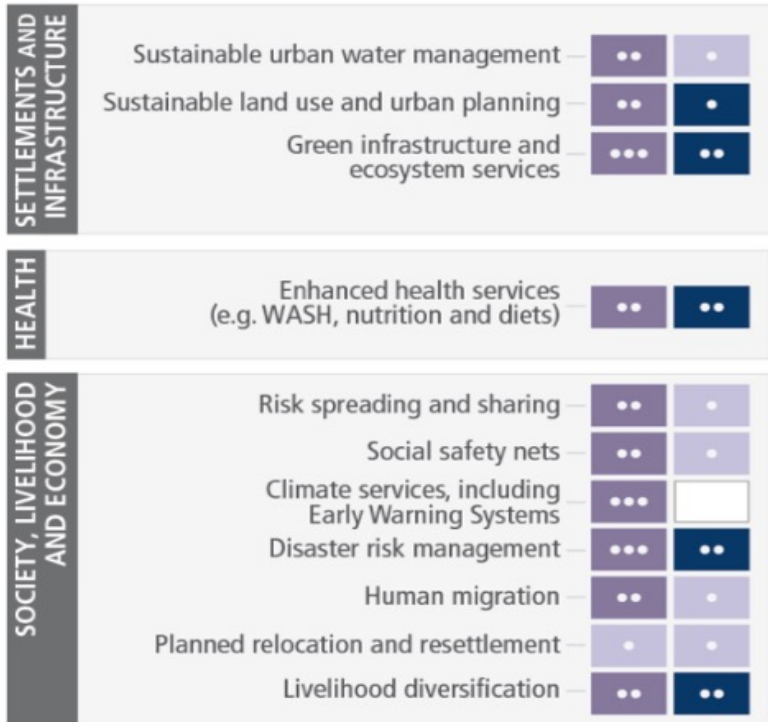 SETTLEMENTS AND
INFRASTRUCTURE
Sustainable urban water management
Sustainable land use and urban planning
Green infrastructure and
ecosystem services
HEALTH
Enhanced health services
(e.g. WASH, nutrition and diets)
SOCIETY, LIVELIHOOD
AND ECONOMY
Risk spreading and sharing
Social safety nets
Climate services, including
Early Warning Systems
Disaster risk management
Human migration
Planned relocation and resettlement
Livelihood diversification